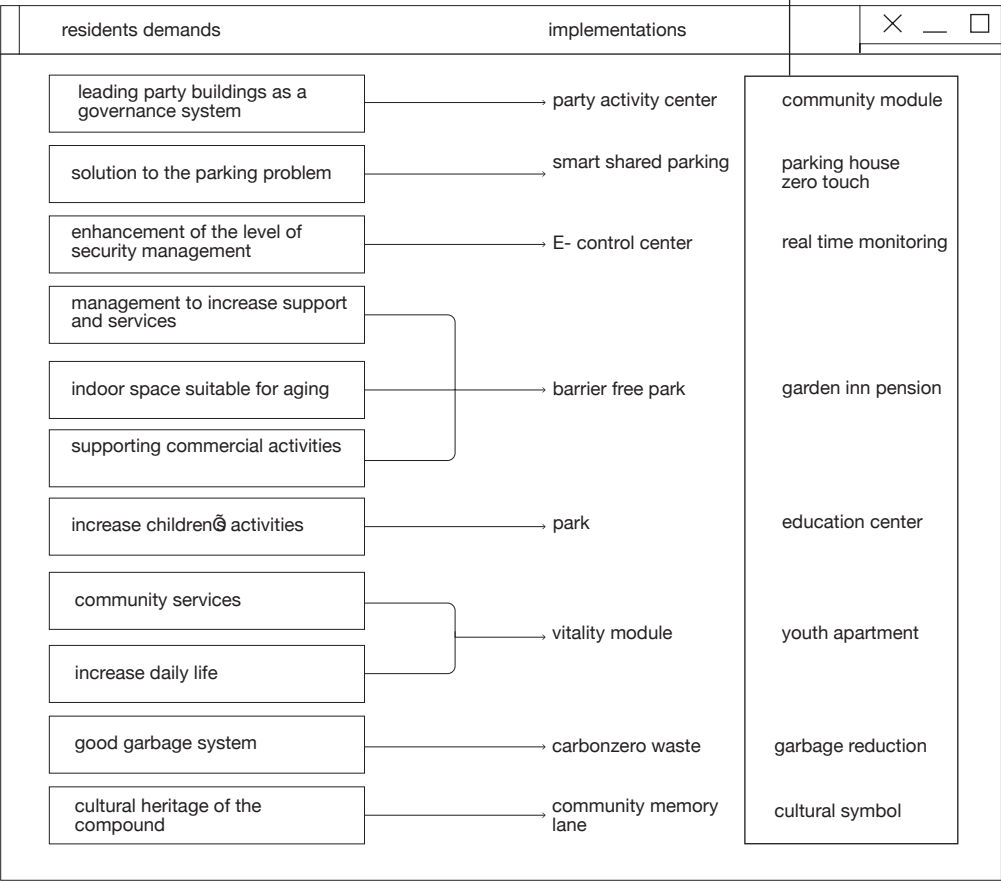 residents demands
implementations
leading party buildings as a
governance system
party activity center
community module
solution to the parking problem
smart shared parking
parking house
zero touch
enhancement of the level of
security management
E- control center
real time monitoring
management to increase support
and services
indoor space suitable for aging
barrier free park
garden inn pension
supporting commercial activities
increase childrenÕs activities
park
education center
community services
vitality module
youth apartment
increase daily life
good garbage system
carbonzero waste
garbage reduction
cultural heritage of the
compound
community memory
lane
cultural symbol